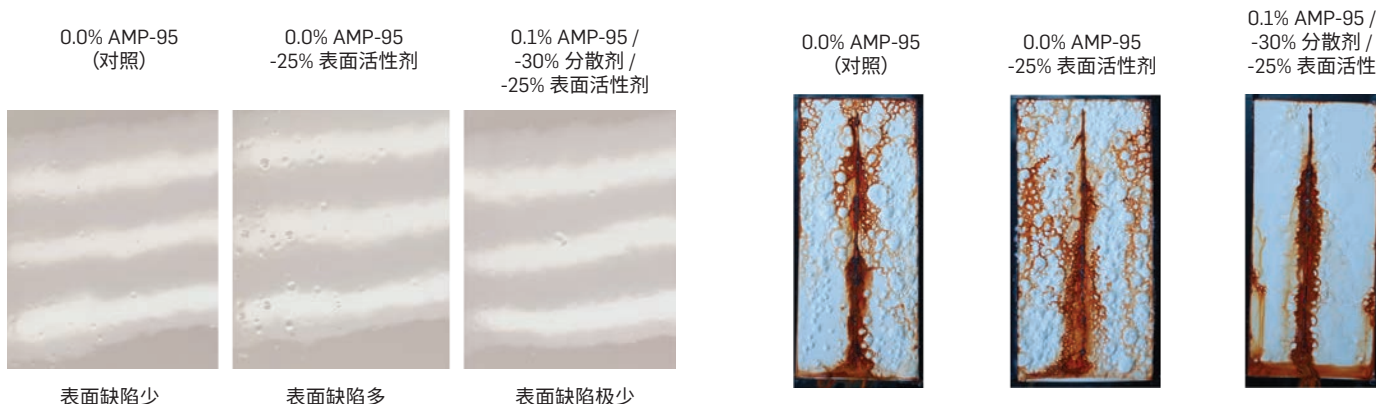 0.0% AMP-95
（对照）
0.0% AMP-95
-25% 表面活性剂
0.1% AMP-95 /
-30% 分散剂 /
-25% 表面活性剂
表面缺陷少
表面缺陷多
表面缺陷极少
0.0% AMP-95
（对照）
0.0% AMP-95
-25% 表面活性剂
0.1% AMP-95 /
-30% 分散剂 /
-25% 表面活性